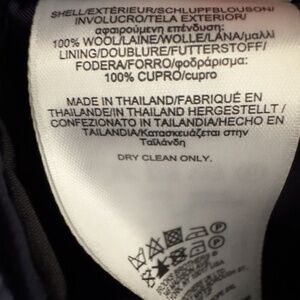 SHELL/EXTÉRIEUR/SCHLUPFBLOUSON/
INVOLUCRO/TELA EXTERIOR/
αφαιρούμενη επένδυση:
100% WOOL/LAINE/WOLLE/LANA/μαλλί
LINING/DOUBLURE/FUTTERSTOFF/
FODERA/FORRO/φοδράρισμα:
100% CUPRO/cupro
MADE IN THAILAND/FABRIQUÉ EN
THAILANDE/IN THAILAND HERGESTELLT /
CONFEZIONATO IN TAILANDIA/HECHO EN
TAILANDIA/Κατασκευάζεται στην
Ταϊλάνδη
DRY CLEAN ONLY.